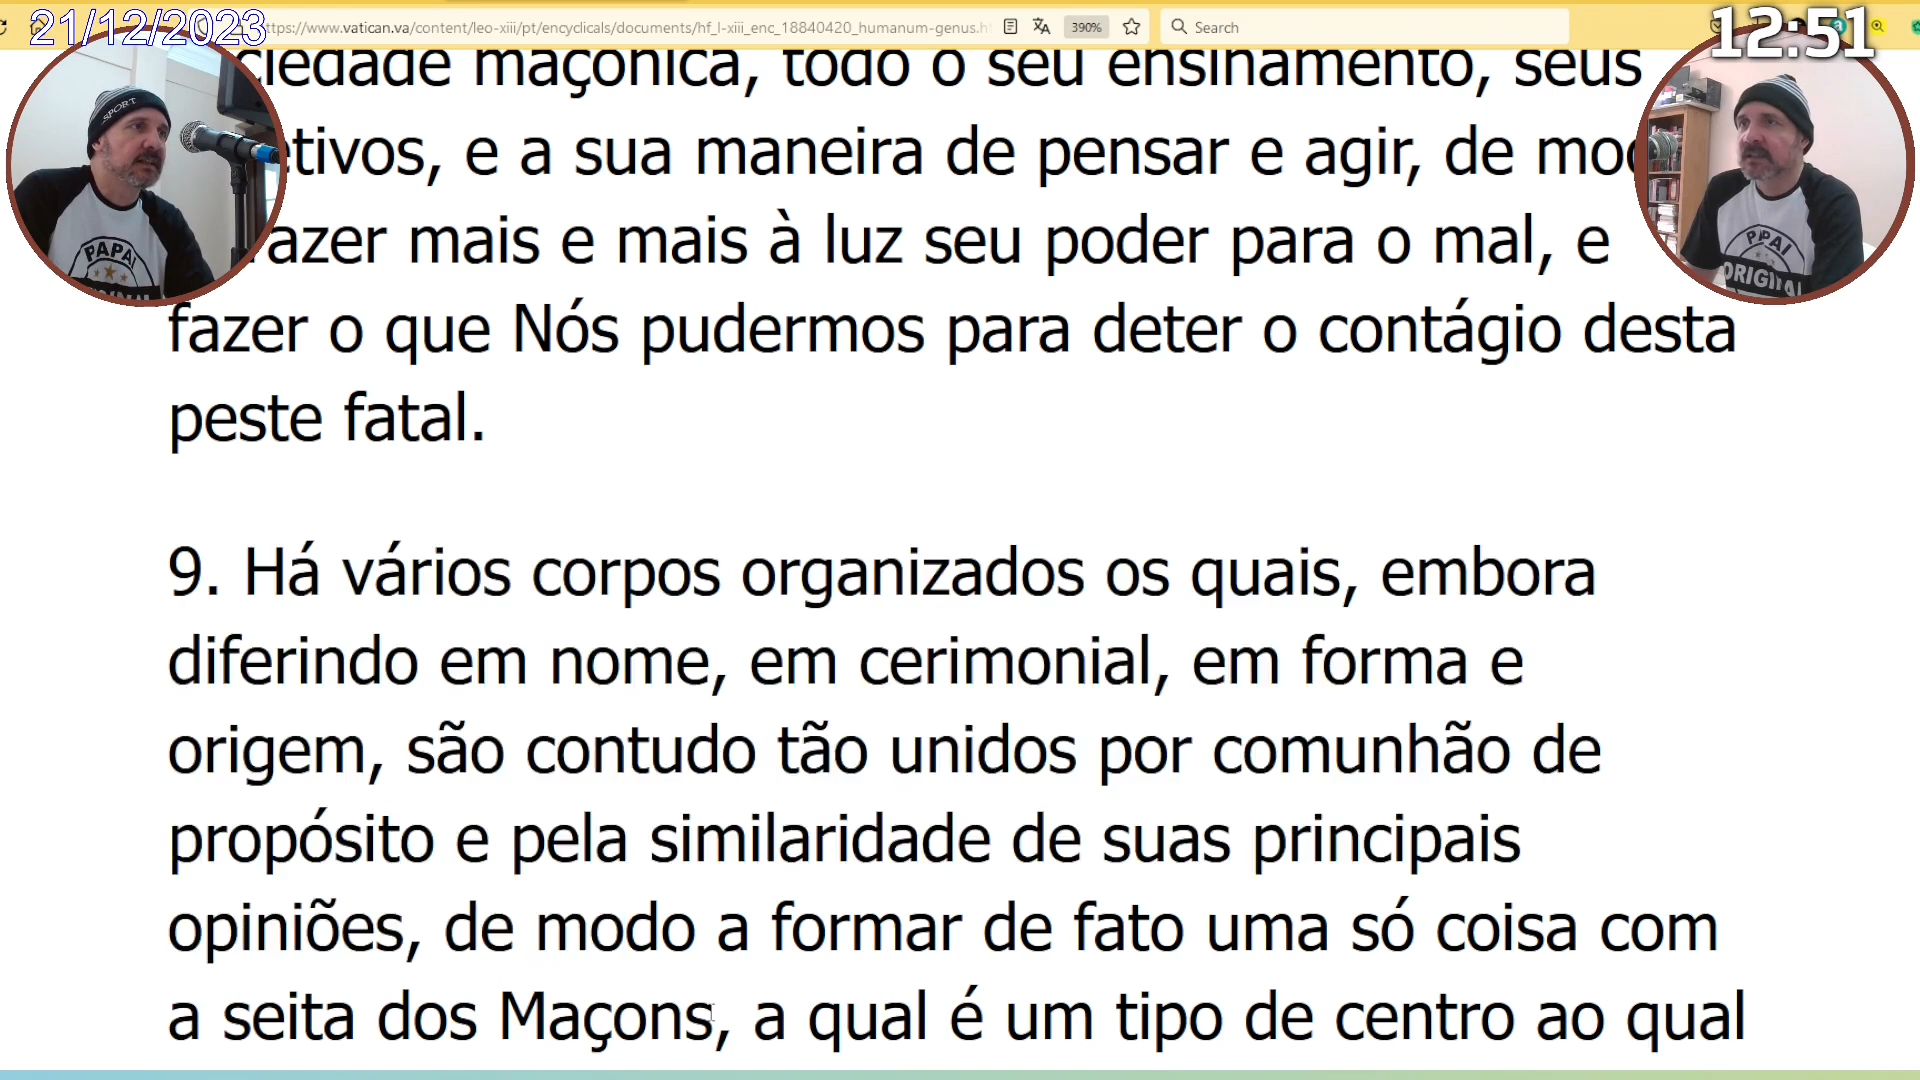 21/12/2023
ttps://www.vatican.va/content/leo-xiii/pt/encyclicals/documents/hf_l-xiii_enc_18840420_humanum-genus.h
390%
Search
12:51
ciedade maçônica, todo o seu ensinamento, seus
etivos, e a sua maneira de pensar e agir, de mod
azer mais e mais à luz seu poder para o mal, e
fazer o que Nós pudermos para deter o contágio desta
peste fatal.
9. Há vários corpos organizados os quais, embora
diferindo em nome, em cerimonial, em forma e
origem, são contudo tão unidos por comunhão de
propósito e pela similaridade de suas principais
opiniões, de modo a formar de fato uma só coisa com
a seita dos Maçons, a qual é um tipo de centro ao qual
SPORT
PAPAI
PAPAI
ORIGINAL